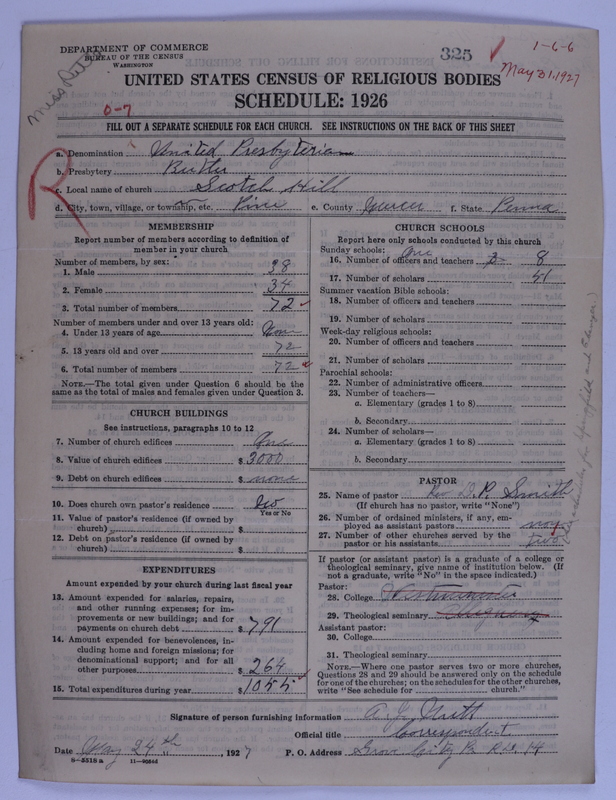 DEPARTMENT OF COMMERCE
BUREAU OF THE CENSUS
WASHINGTON
325
1-6-6
May 31, 1927
UNITED STATES CENSUS OF RELIGIOUS BODIES
SCHEDULE: 1926
0-7
FILL OUT A SEPARATE SCHEDULE FOR EACH CHURCH. SEE INSTRUCTIONS ON THE BACK OF THIS SHEET
R
a. Denomination United Presbyterian
b. Presbytery Butler
c. Local name of church Scotch Hill
d. City, town, village, or township, etc. Pine e. County Mercer f. State Penna
MEMBERSHIP
Report number of members according to definition of member in your church
Number of members, by sex:
1. Male 38
2. Female 34
3. Total number of members 72
Number of members under and over 13 years old:
4. Under 13 years of age None
5. 13 years old and over 72
6. Total number of members 72
NOTE.—The total given under Question 6 should be the same as the total of males and females given under Question 3.
CHURCH BUILDINGS
See instructions, paragraphs 10 to 12
7. Number of church edifices One
8. Value of church edifices $ 3000
9. Debt on church edifices $ none
10. Does church own pastor's residence No
Yes or No
11. Value of pastor's residence (if owned by church) $
12. Debt on pastor's residence (if owned by church) $
EXPENDITURES
Amount expended by your church during last fiscal year
13. Amount expended for salaries, repairs, and other running expenses; for improvements or new buildings; and for payments on church debt $ 791
14. Amount expended for benevolences, including home and foreign missions; for denominational support; and for all other purposes $ 264
15. Total expenditures during year $ 1055
CHURCH SCHOOLS
Report here only schools conducted by this church
Sunday schools: One
16. Number of officers and teachers 8
17. Number of scholars 51
Summer vacation Bible schools:
18. Number of officers and teachers
19. Number of scholars
Week-day religious schools:
20. Number of officers and teachers
21. Number of scholars
Parochial schools:
22. Number of administrative officers
23. Number of teachers—
a. Elementary (grades 1 to 8)
b. Secondary
24. Number of scholars—
a. Elementary (grades 1 to 8)
b. Secondary
PASTOR
25. Name of pastor Rev D. P. Smith
(If church has no pastor, write "None")
26. Number of ordained ministers, if any, employed as assistant pastors
27. Number of other churches served by the pastor or his assistants two
If pastor (or assistant pastor) is a graduate of a college or theological seminary, give name of institution below. (If not a graduate, write "No" in the space indicated.)
Pastor:
28. College Westminster
29. Theological seminary Allegheny
Assistant pastor:
30. College
31. Theological seminary
NOTE.—Where one pastor serves two or more churches, Questions 28 and 29 should be answered only on the schedule for one of the churches; on the schedules for the other churches, write "See schedule for ........ church."
Signature of person furnishing information
Official title Correspondent
Date May 24th, 1927 P. O. Address Grove City Pa R.D. 14
8-5518 a